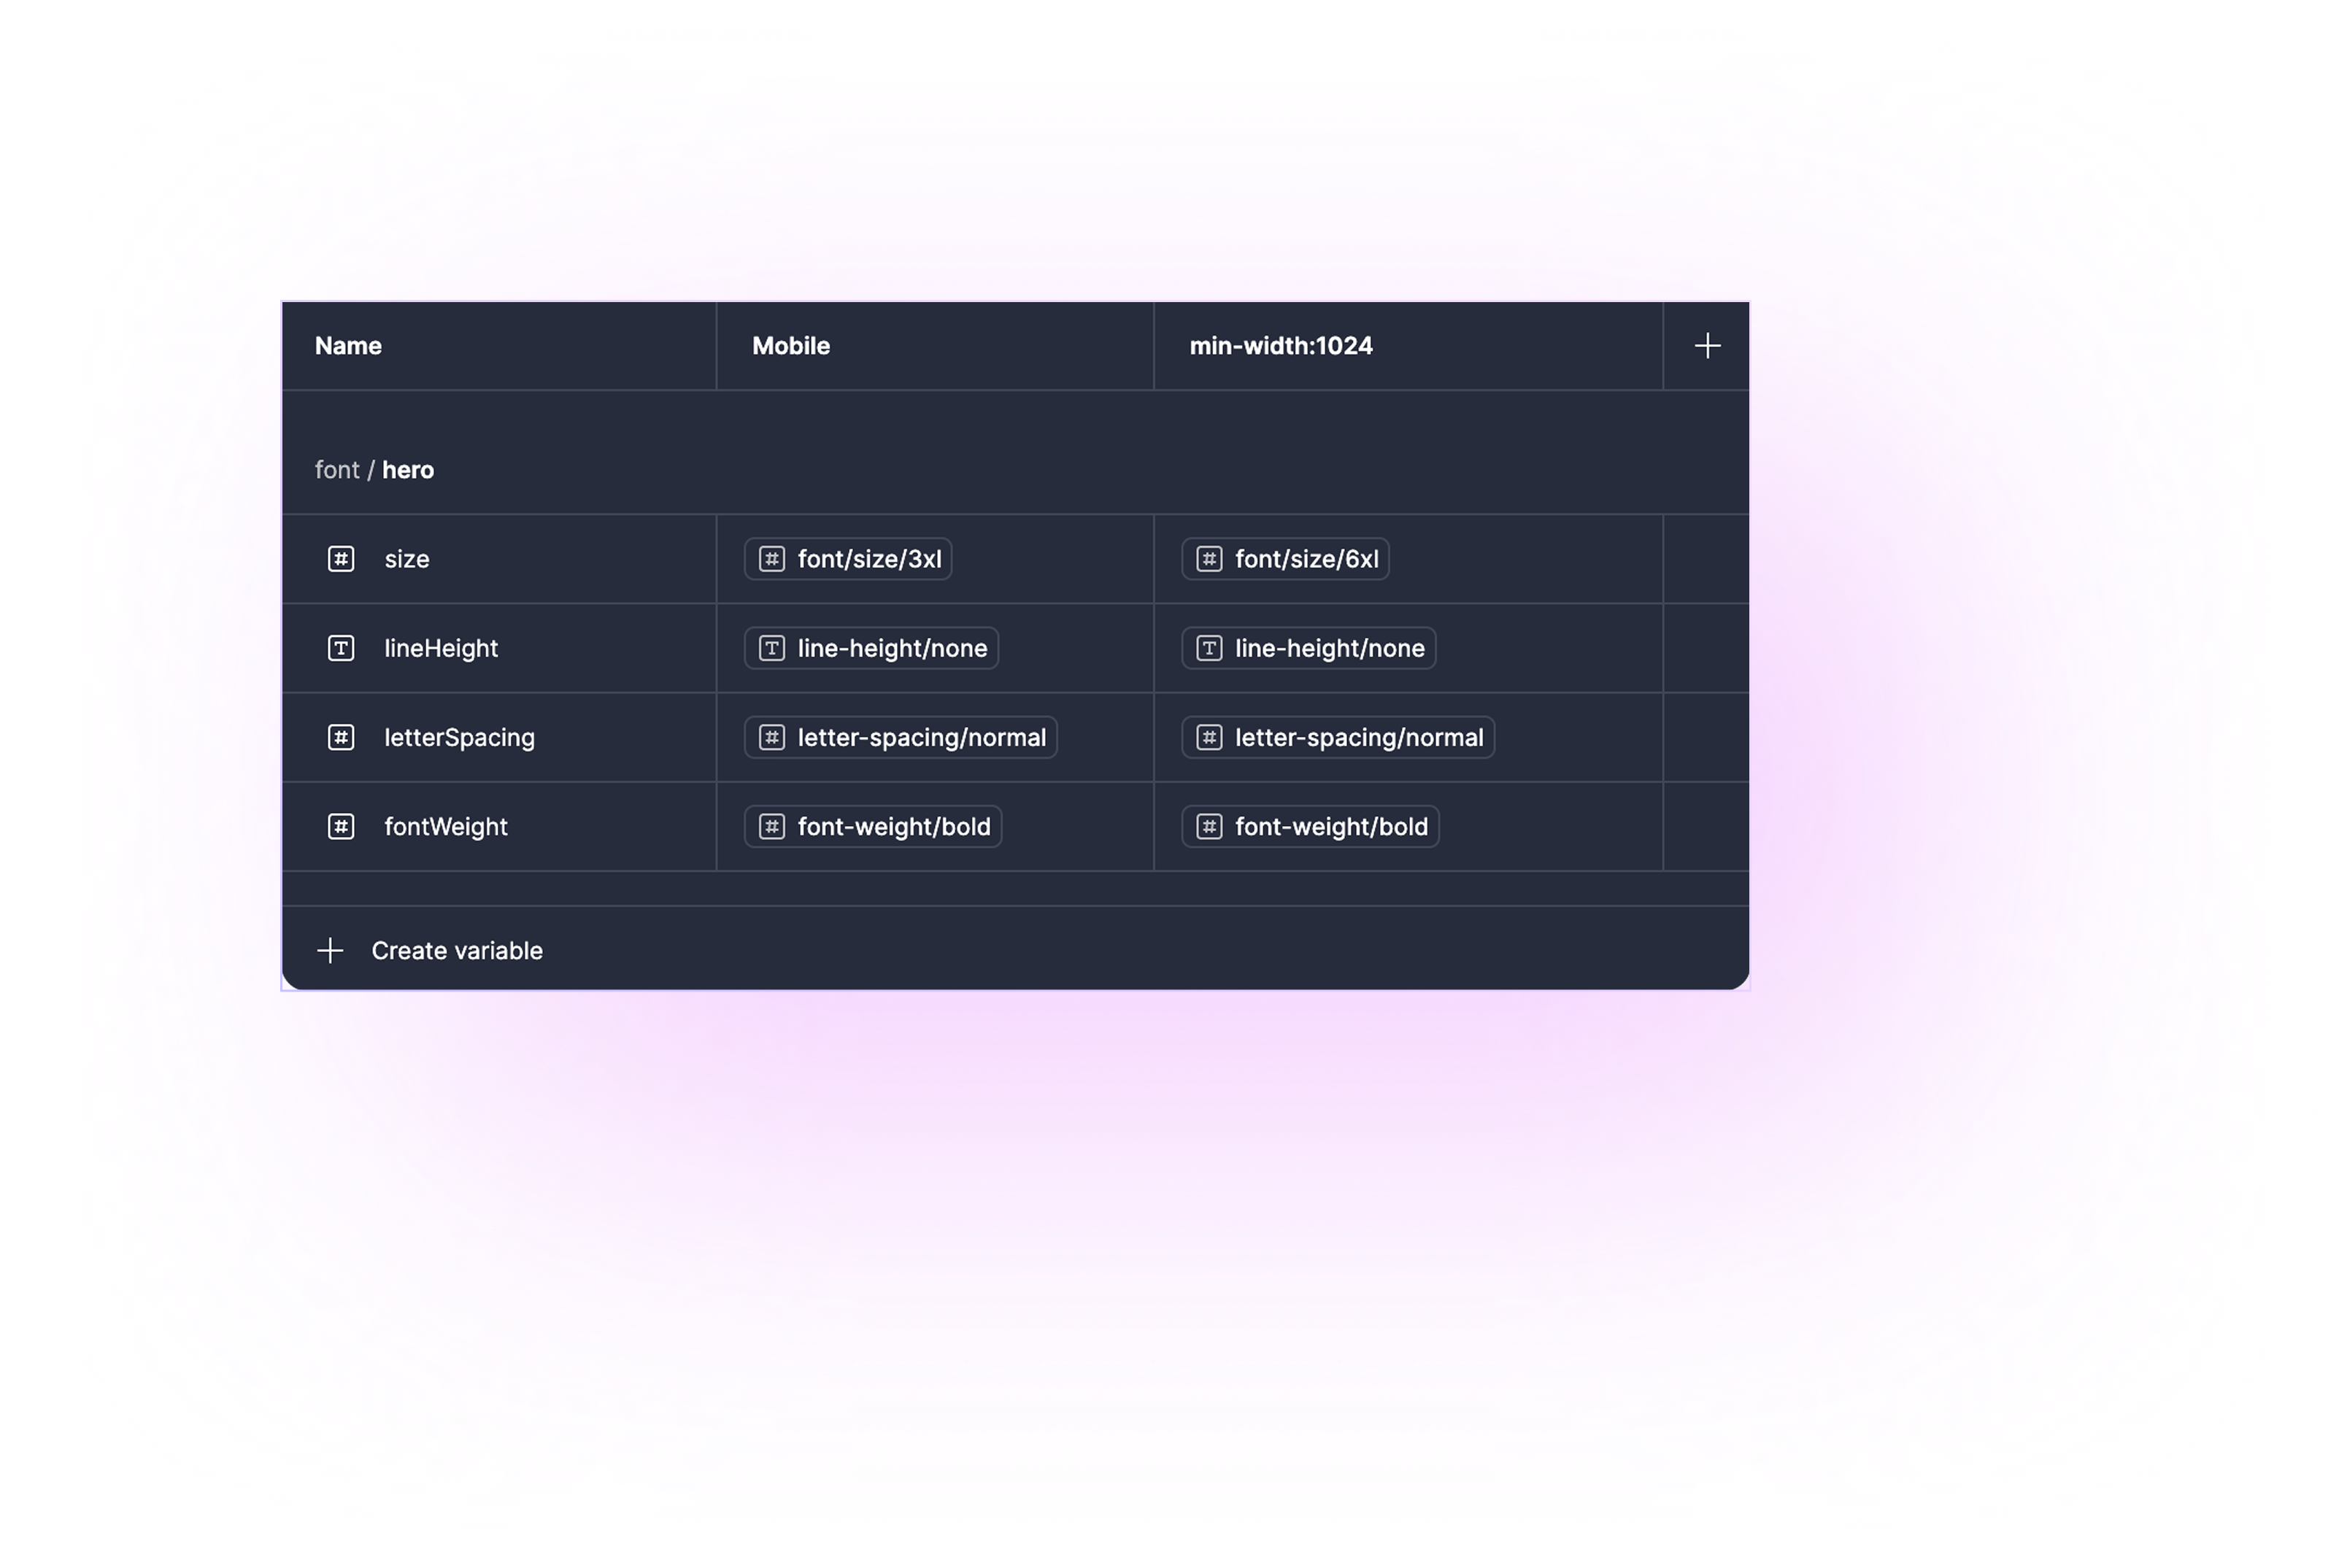 Name Mobile min-width:1024
font / hero
size font/size/3xl font/size/6xl
lineHeight line-height/none line-height/none
letterSpacing letter-spacing/normal letter-spacing/normal
fontWeight font-weight/bold font-weight/bold
Create variable